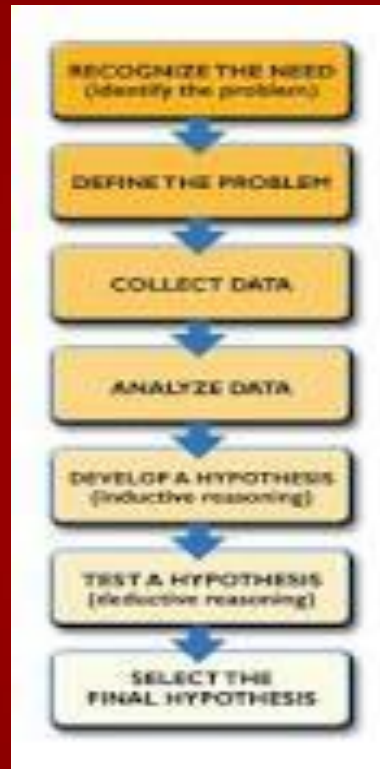 RECOGNIZE THE NEED
(identify the problem)
DEFINE THE PROBLEM
COLLECT DATA
ANALYZE DATA
DEVELOP A HYPOTHESIS
(inductive reasoning)
TEST A HYPOTHESIS
(deductive reasoning)
SELECT THE
FINAL HYPOTHESIS